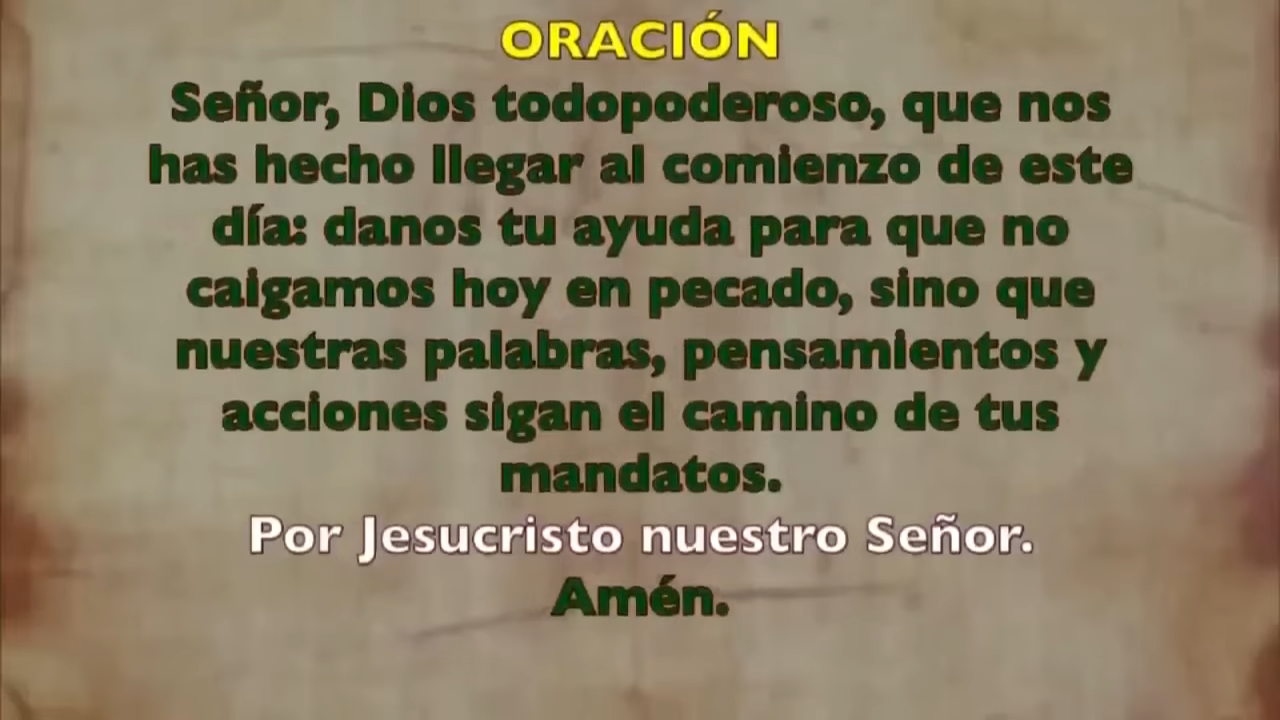 ORACIÓN
Señor, Dios todopoderoso, que nos
has hecho llegar al comienzo de este
día: danos tu ayuda para que no
caigamos hoy en pecado, sino que
nuestras palabras, pensamientos y
acciones sigan el camino de tus
mandatos.
Por Jesucristo nuestro Señor.
Amén.